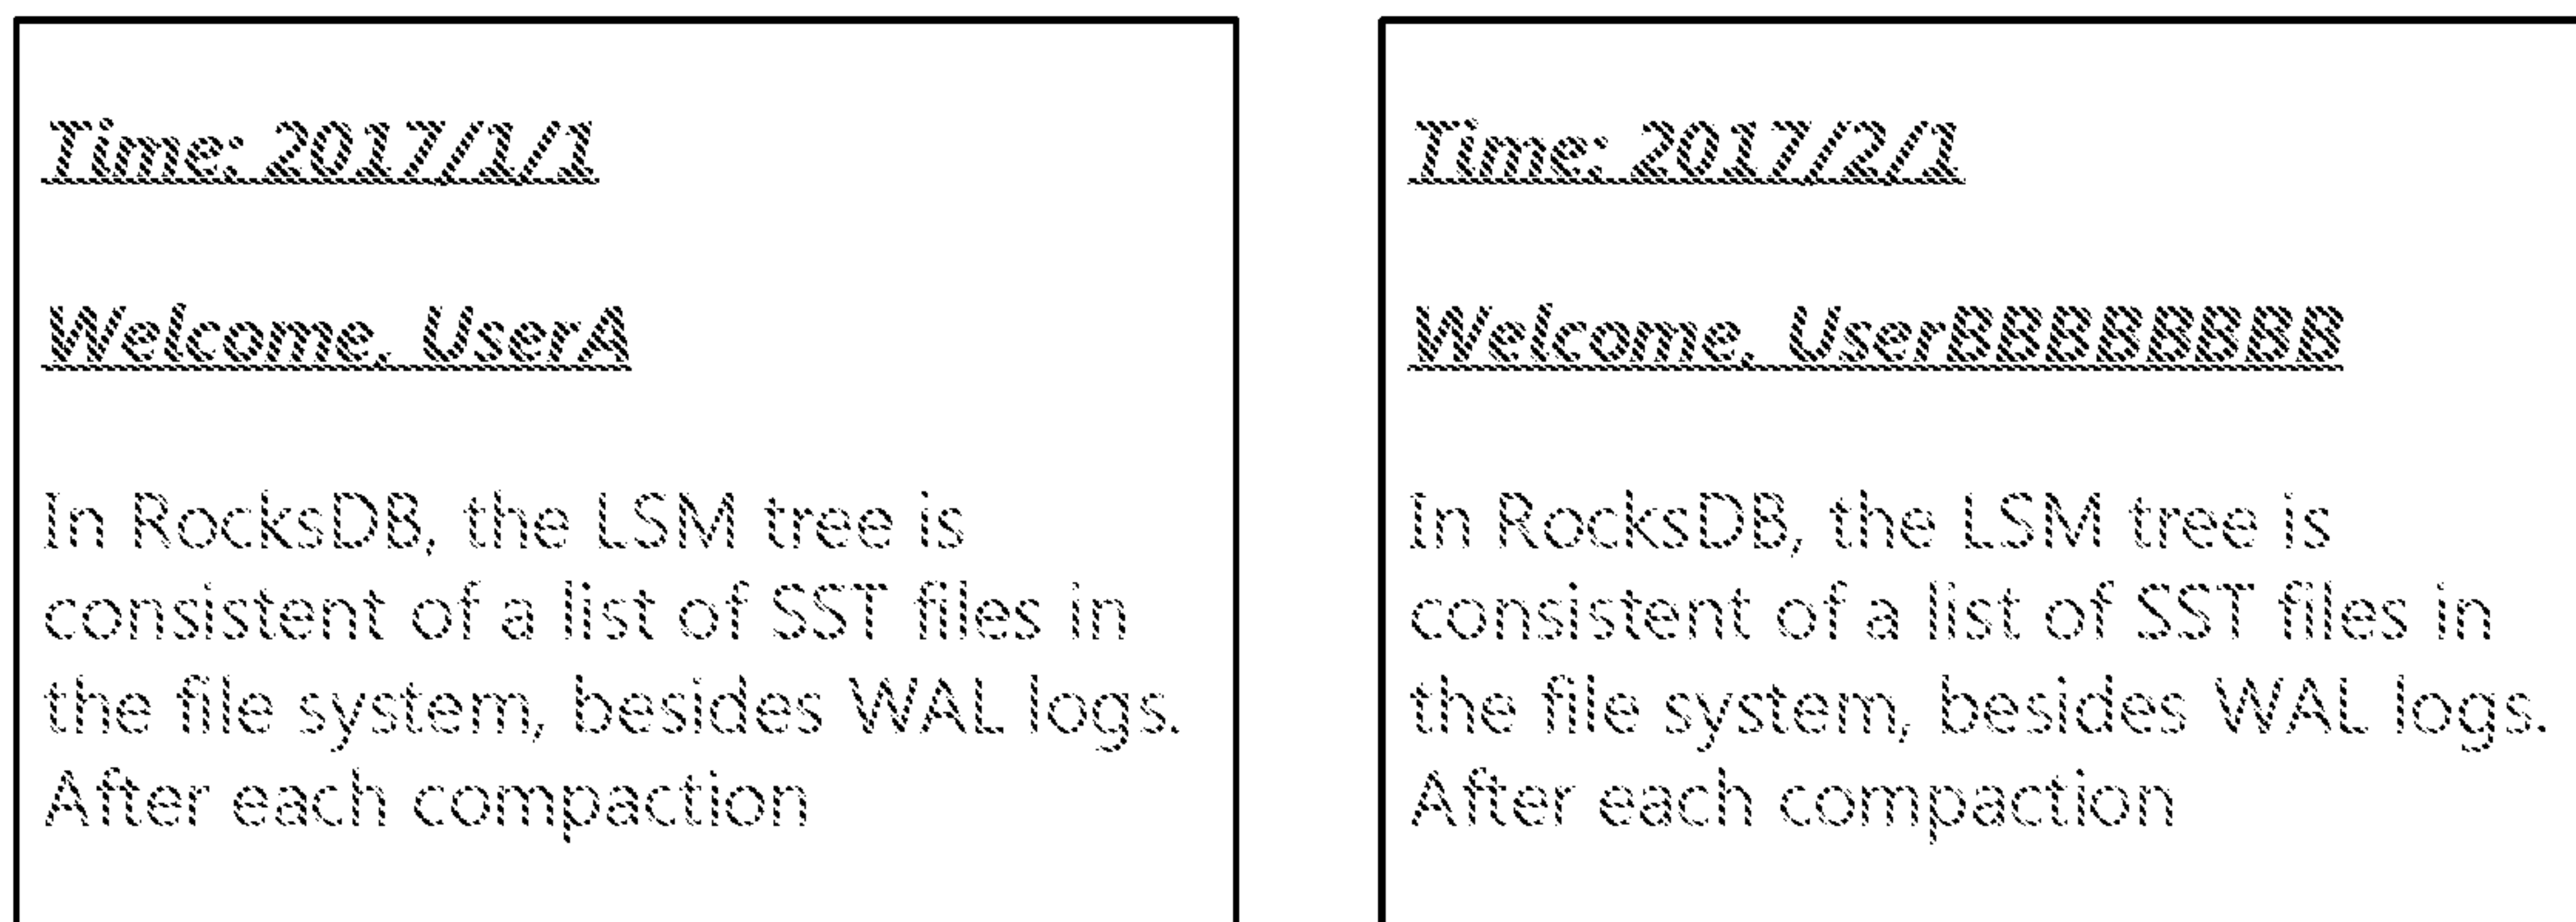 Time: 2017/1/1
Welcome, UserA
In RocksDB, the LSM tree is
consistent of a list of SST files in
the file system, besides WAL logs.
After each compaction
Time: 2017/2/1
Welcome, UserBBBBBBBB
In RocksDB, the LSM tree is
consistent of a list of SST files in
the file system, besides WAL logs.
After each compaction